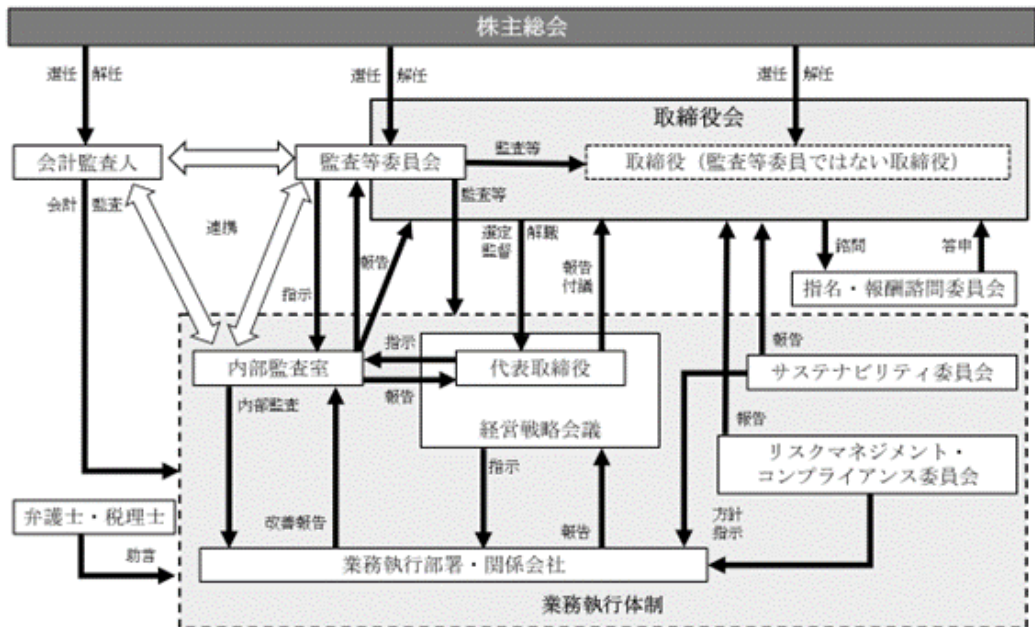 株主総会
選任 解任
選任 解任
選任 解任
取締役会
会計監査人
監査等委員会
監査等
取締役（監査等委員ではない取締役）
会計 監査
連携
監査等
指示
報告
選定 解職
監督
報告
付議
諮問
答申
指名・報酬諮問委員会
内部監査室
指示
代表取締役
報告
サステナビリティ委員会
内部監査
報告
経営戦略会議
報告
リスクマネジメント・
コンプライアンス委員会
指示
弁護士・税理士
改善報告
報告
方針
指示
助言
業務執行部署・関係会社
業務執行体制